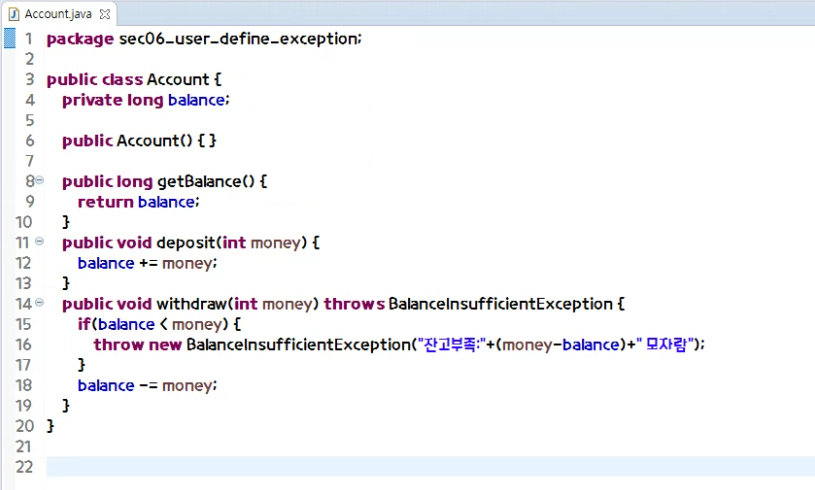 Account.java
1 package sec06_user_define_exception;
2
3 public class Account {
4 private long balance;
5
6 public Account() { }
7
8 public long getBalance() {
9 return balance;
10 }
11 public void deposit(int money) {
12 balance += money;
13 }
14 public void withdraw(int money) throws BalanceInsufficientException {
15 if(balance < money) {
16 throw new BalanceInsufficientException("잔고부족:"+(money-balance)+" 모자람");
17 }
18 balance -= money;
19 }
20 }
21
22